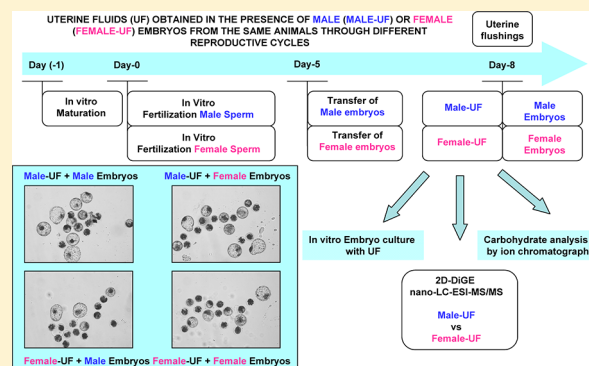 UTERINE FLUIDS (UF) OBTAINED IN THE PRESENCE OF MALE (MALE-UF) OR FEMALE
(FEMALE-UF) EMBRYOS FROM THE SAME ANIMALS THROUGH DIFFERENT
REPRODUCTIVE CYCLES
Uterine
flushings
Day (-1)
Day-0
Day-5
Day-8
In vitro
Maturation
In Vitro
Fertilization Male Sperm
In Vitro
Fertilization Female Sperm
Transfer of
Male embryos
Transfer of
Female embryos
Male-UF
Female-UF
Male
Embryos
Female
Embryos
Male-UF + Male Embryos
Male-UF + Female Embryos
Female-UF + Male Embryos
Female-UF + Female Embryos
In vitro Embryo culture
with UF
Carbohydrate analysis
by ion chromatograph
2D-DiGE
nano-LC-ESI-MS/MS
Male-UF
vs
Female-UF